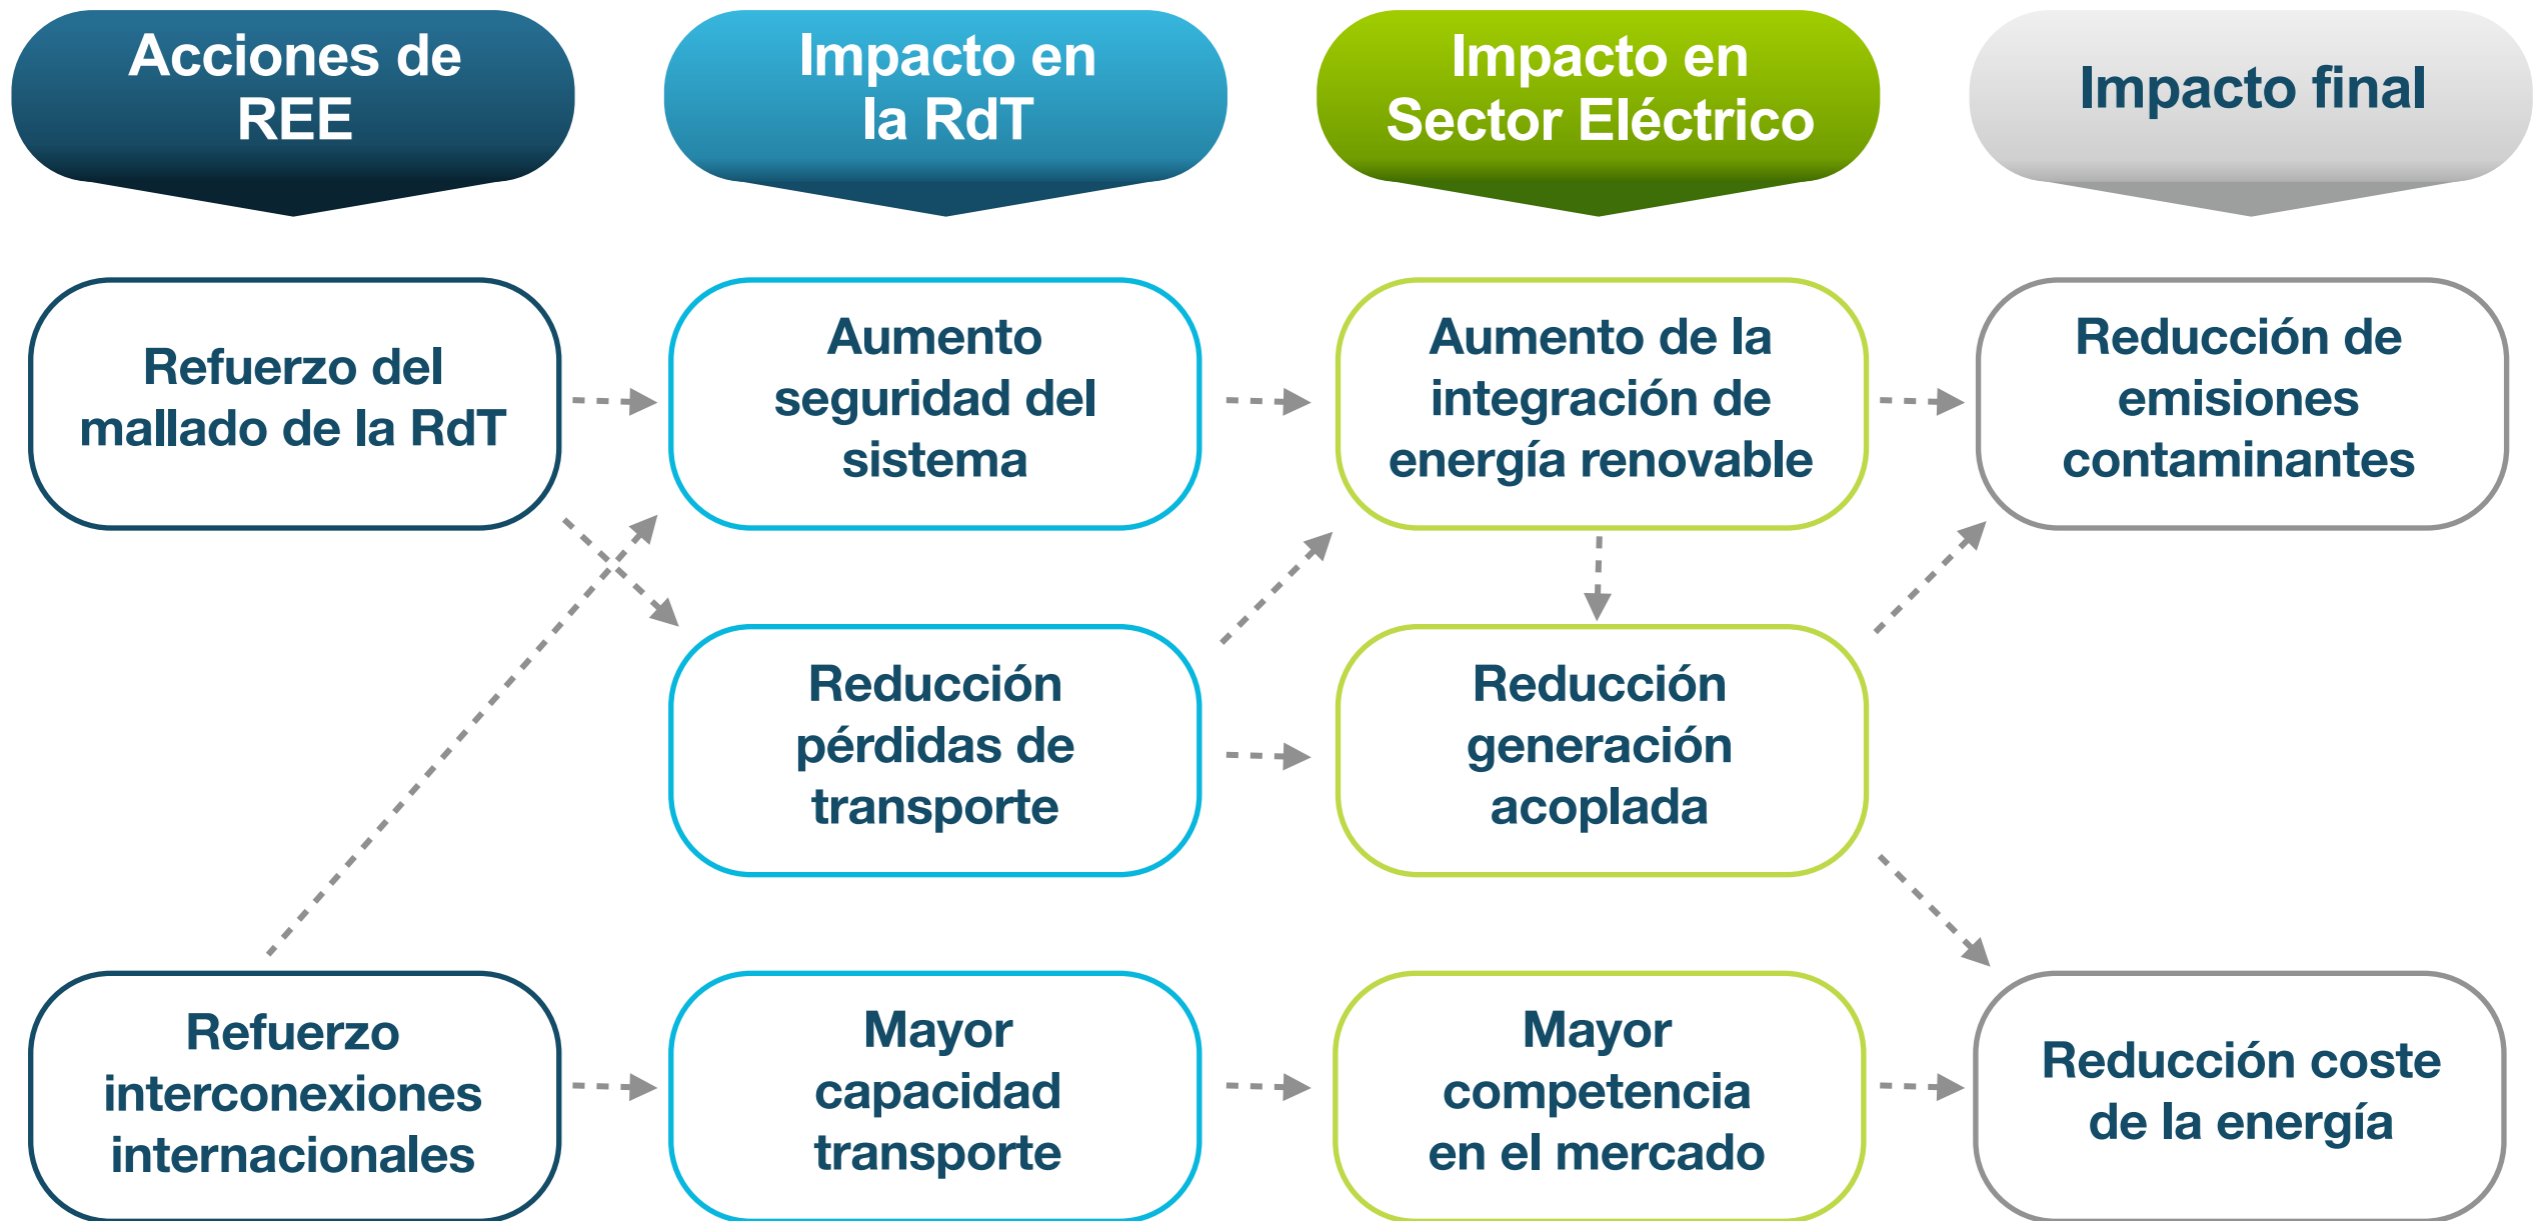 Acciones de
REE
Impacto en
la RdT
Impacto en
Sector Eléctrico
Impacto final
Refuerzo del
mallado de la RdT
Aumento
seguridad del
sistema
Aumento de la
integración de
energía renovable
Reducción de
emisiones
contaminantes
Reducción
pérdidas de
transporte
Reducción
generación
acoplada
Refuerzo
interconexiones
internacionales
Mayor
capacidad
transporte
Mayor
competencia
en el mercado
Reducción coste
de la energía